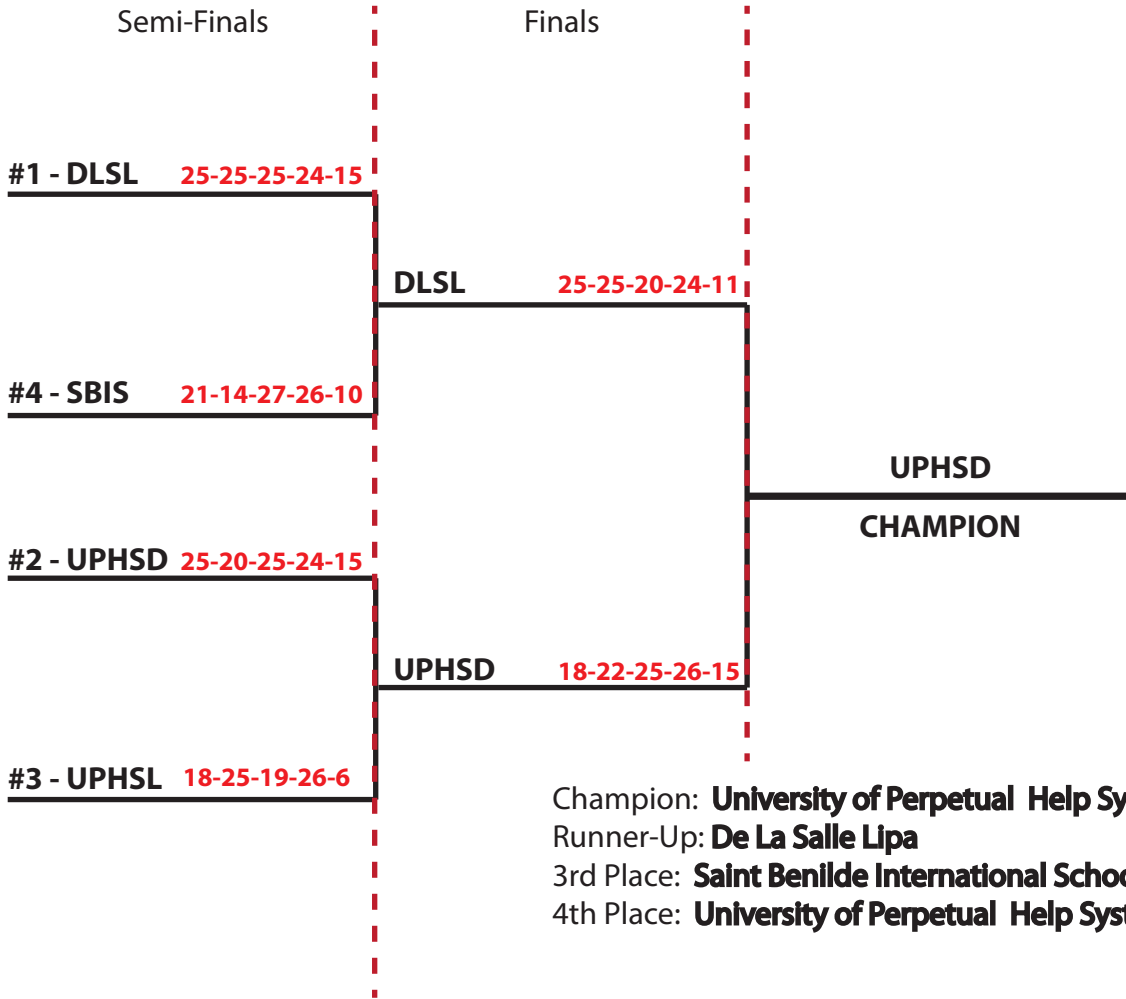 Semi-Finals Finals
#1 - DLSL 25-25-25-24-15
DLSL 25-25-20-24-11
#4 - SBIS 21-14-27-26-10
UPHSD
CHAMPION
#2 - UPHSD 25-20-25-24-15
UPHSD 18-22-25-26-15
#3 - UPHSL 18-25-19-26-6
Champion: University of Perpetual Help
Runner-Up: De La Salle Lipa
3rd Place: Saint Benilde International
4th Place: University of Perpetual Help